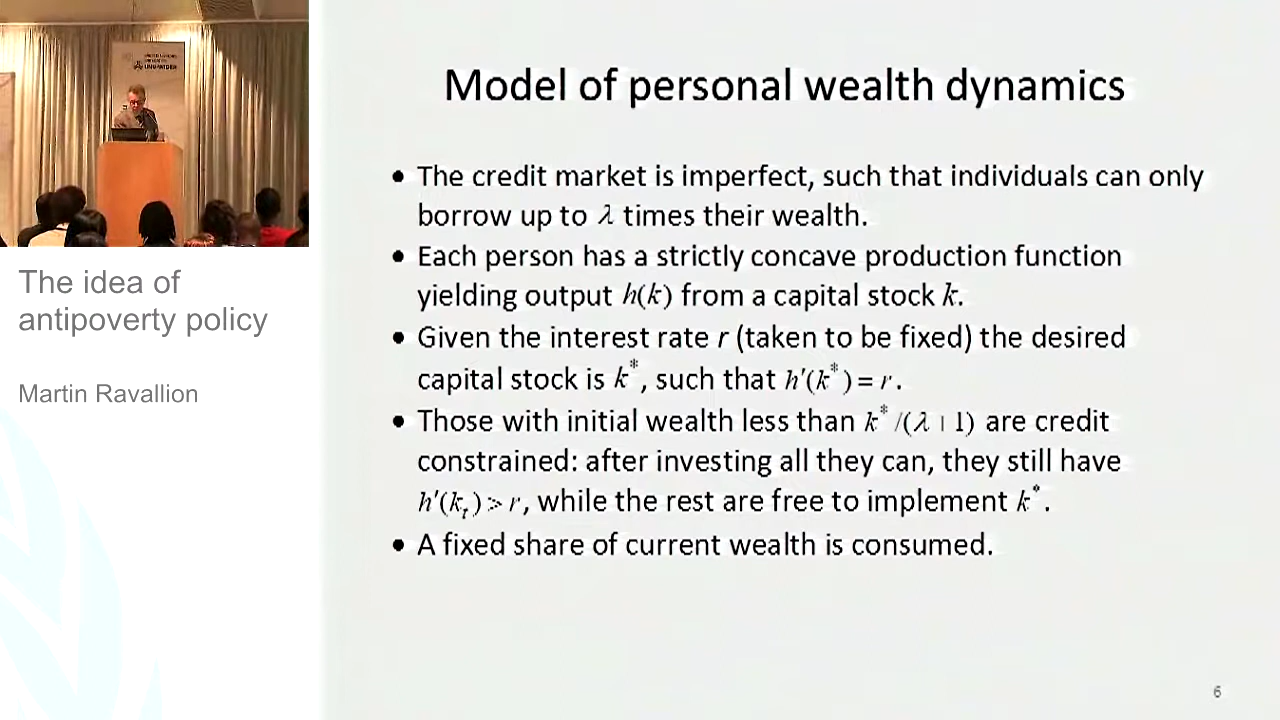 Model of personal wealth dynamics
• The credit market is imperfect, such that individuals can only
borrow up to λ times their wealth.
• Each person has a strictly concave production function
yielding output h(k) from a capital stock k.
• Given the interest rate r (taken to be fixed) the desired
capital stock is k*, such that h′(k*) = r.
• Those with initial wealth less than k*/(λ + 1) are credit
constrained: after investing all they can, they still have
h′(kₜ) > r, while the rest are free to implement k*.
• A fixed share of current wealth is consumed.
6
The idea of
antipoverty policy
Martin Ravallion